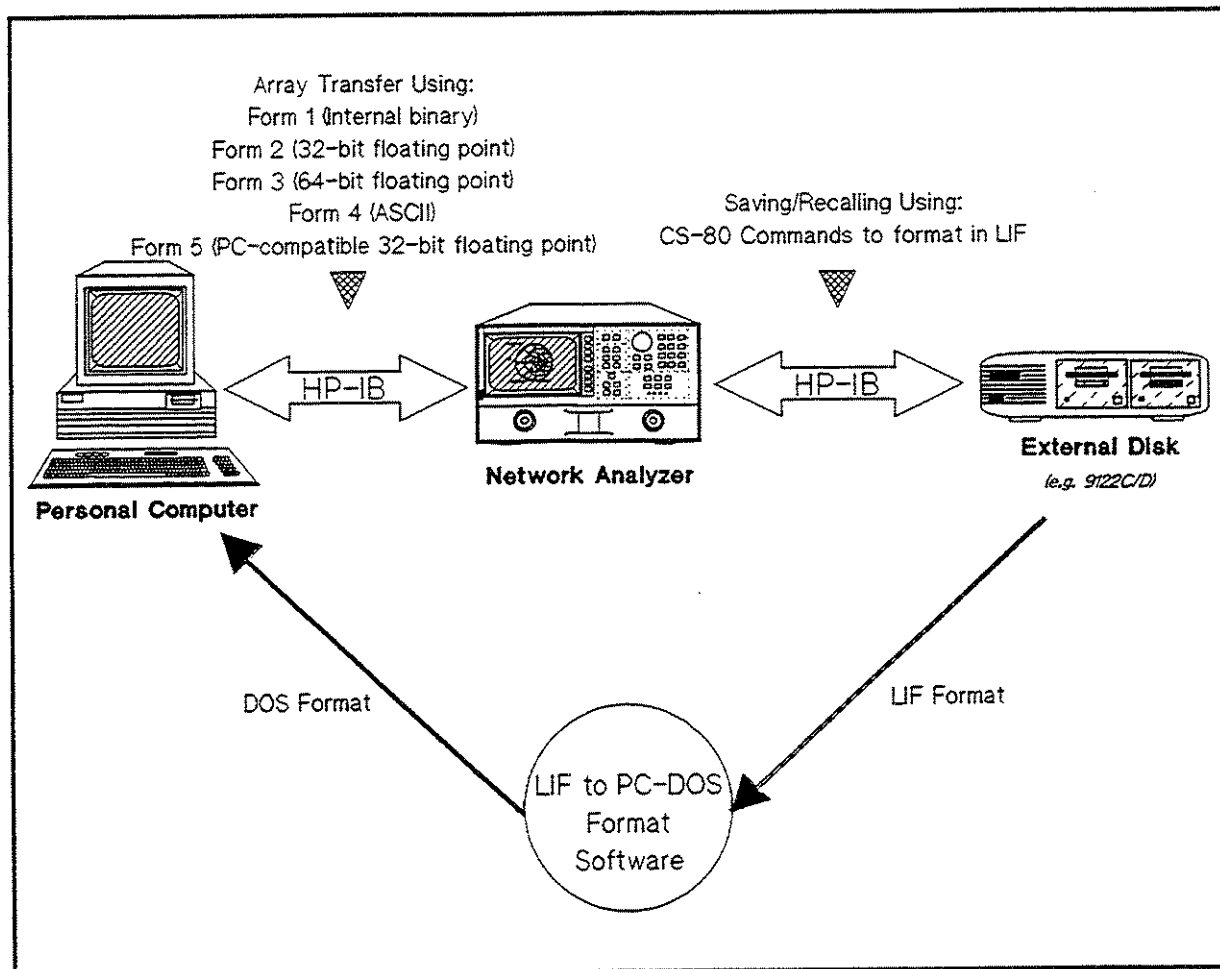 Array Transfer Using:
Form 1 (Internal binary)
Form 2 (32-bit floating point)
Form 3 (64-bit floating point)
Form 4 (ASCII)
Form 5 (PC-compatible 32-bit floating point)
Saving/Recalling Using:
CS-80 Commands to format in LIF
HP-IB
HP-IB
Personal Computer
Network Analyzer
External Disk
(e.g. 9122C/D)
DOS Format
LIF Format
LIF to PC-DOS
Format
Software